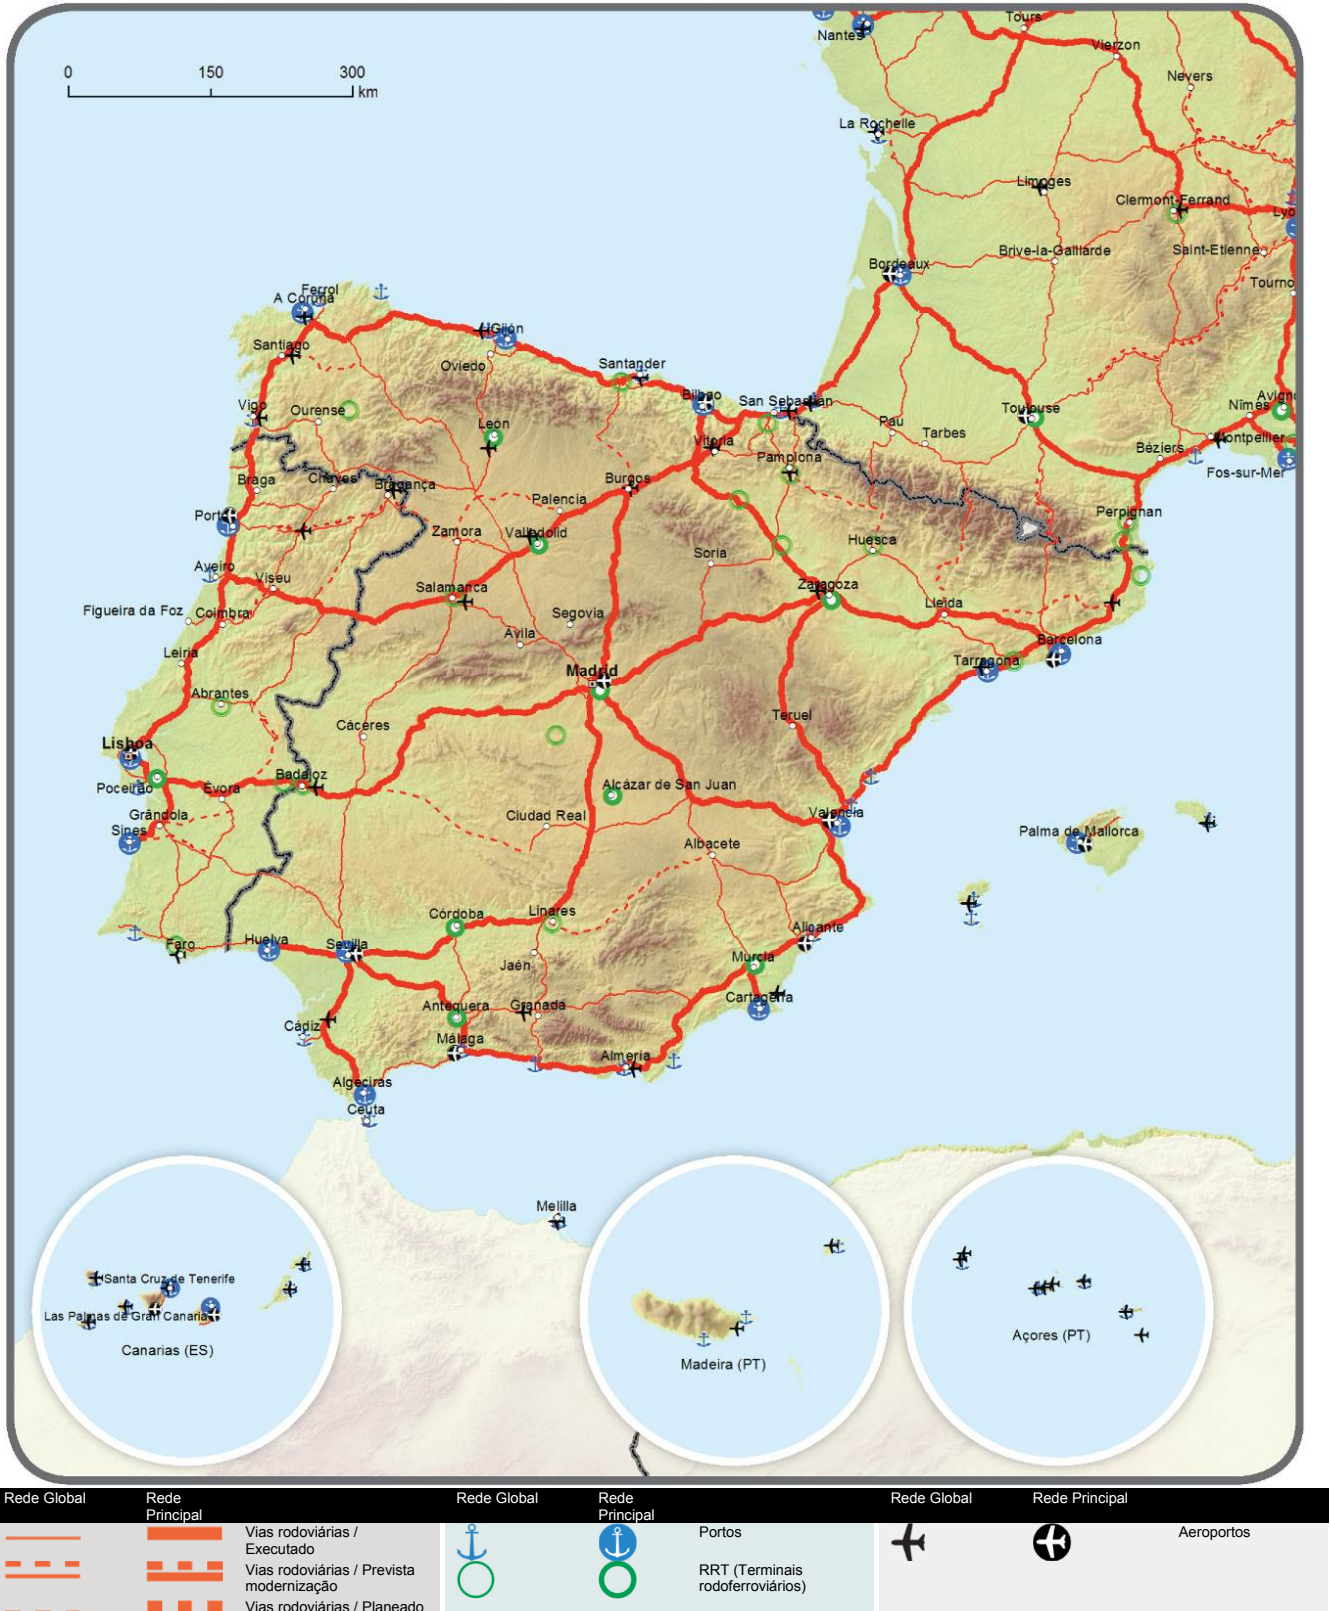 0 150 300
km
Tours
Nantes
Vierzon
Nevers
La Rochelle
Limoges
Clermont-Ferrand
Lyo
Brive-la-Gaillarde
Saint-Etienne
Bordeaux
Tourno
Ferrol
A Coruña
Gijón
Santiago
Oviedo
Santander
Bilbao
San Sebastián
Avigno
Nîmes
Toulouse
Vigo
Ourense
León
Pau
Tarbes
Montpellier
Béziers
Vitoria
Pamplona
Fos-sur-Mer
Braga
Chaves
Bragança
Burgos
Palencia
Perpignan
Porto
Zamora
Valladolid
Huesca
Soria
Aveiro
Viseu
Salamanca
Zaragoza
Lleida
Figueira da Foz
Coimbra
Segovia
Ávila
Barcelona
Leiria
Madrid
Tarragona
Abrantes
Cáceres
Teruel
Lisboa
Poceirão
Évora
Badajoz
Alcázar de San Juan
Grândola
Sines
Ciudad Real
Valencia
Albacete
Palma de Mallorca
Córdoba
Linares
Alicante
Faro
Huelva
Sevilla
Jaén
Murcia
Cartagena
Antequera
Granada
Cádiz
Málaga
Almería
Algeciras
Ceuta
Melilla
Santa Cruz de Tenerife
Las Palmas de Gran Canaria
Canarias (ES)
Madeira (PT)
Açores (PT)
Rede Global
Rede
Principal
Vias rodoviárias /
Executado
Vias rodoviárias / Prevista
modernização
Vias rodoviárias / Planeado
Rede Global
Rede
Principal
Portos
RRT (Terminais
rodoferroviários)
Rede Global
Rede Principal
Aeroportos